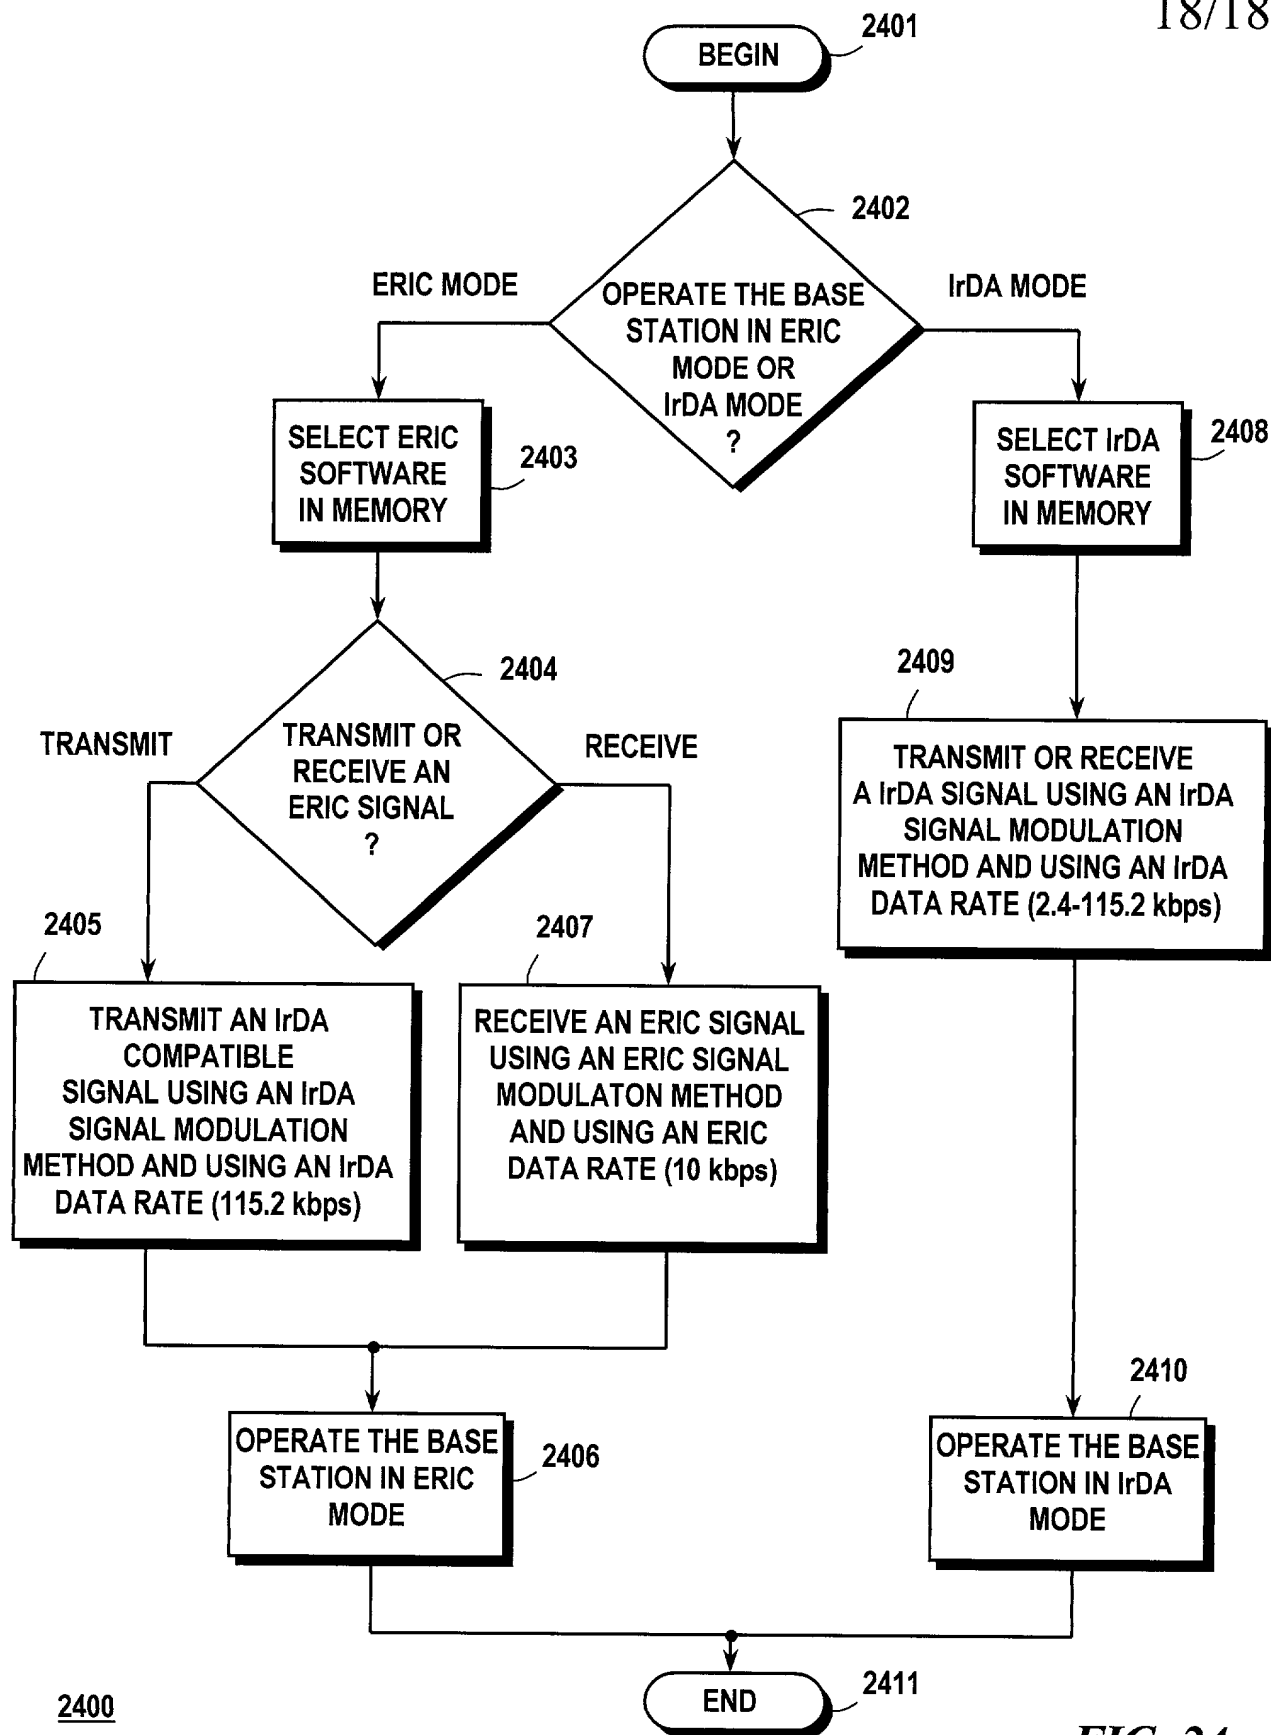 18/18
2401
BEGIN
2402
ERIC MODE
IrDA MODE
OPERATE THE BASE
STATION IN ERIC
MODE OR
IrDA MODE
?
SELECT ERIC
SOFTWARE
IN MEMORY
2403
SELECT IrDA
SOFTWARE
IN MEMORY
2408
2404
TRANSMIT
TRANSMIT OR
RECEIVE AN
ERIC SIGNAL
?
RECEIVE
2409
TRANSMIT OR RECEIVE
A IrDA SIGNAL USING AN IrDA
SIGNAL MODULATION
METHOD AND USING AN IrDA
DATA RATE (2.4-115.2 kbps)
2405
TRANSMIT AN IrDA
COMPATIBLE
SIGNAL USING AN IrDA
SIGNAL MODULATION
METHOD AND USING AN IrDA
DATA RATE (115.2 kbps)
2407
RECEIVE AN ERIC SIGNAL
USING AN ERIC SIGNAL
MODULATON METHOD
AND USING AN ERIC
DATA RATE (10 kbps)
OPERATE THE BASE
STATION IN ERIC
MODE
2406
2410
OPERATE THE BASE
STATION IN IrDA
MODE
2411
END
2400
FIG. 24